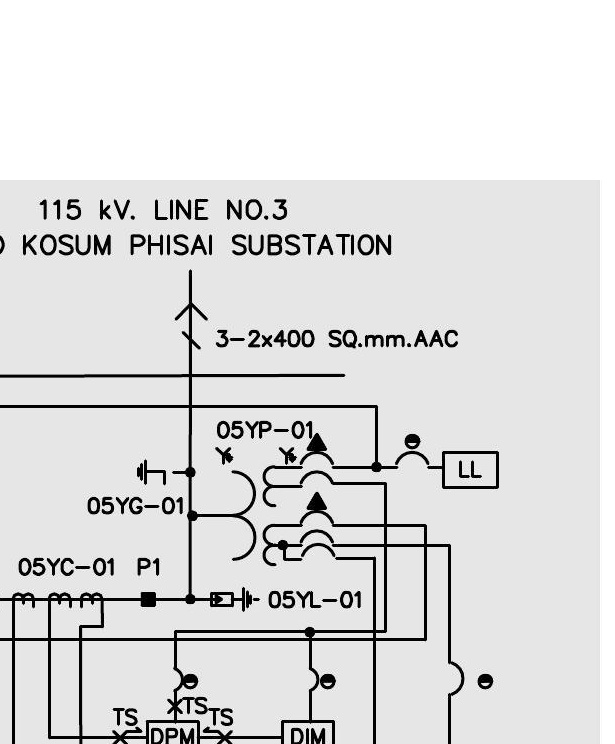 115 kV. LINE NO.3
KOSUM PHISAI SUBSTATION
3-2x400 SQ.mm.AAC
05YP-01
LL
05YG-01
05YC-01 P1
05YL-01
TS
TS TS
DPM DIM